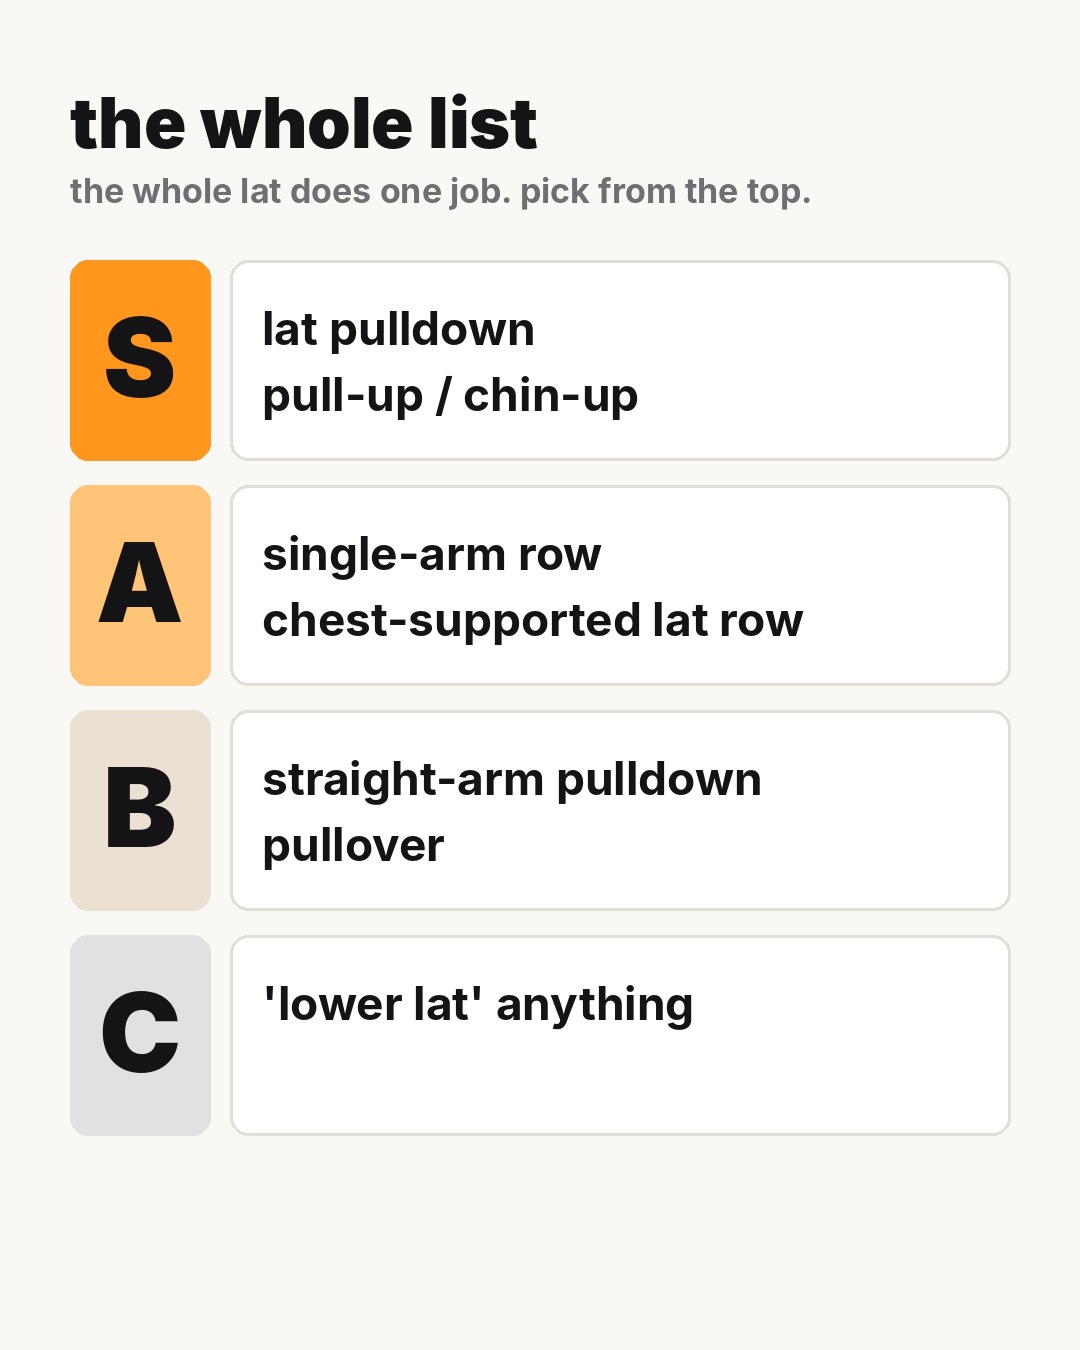 the whole list
the whole lat does one job. pick from the top.
S
lat pulldown
pull-up / chin-up
A
single-arm row
chest-supported lat row
B
straight-arm pulldown
pullover
C
'lower lat' anything